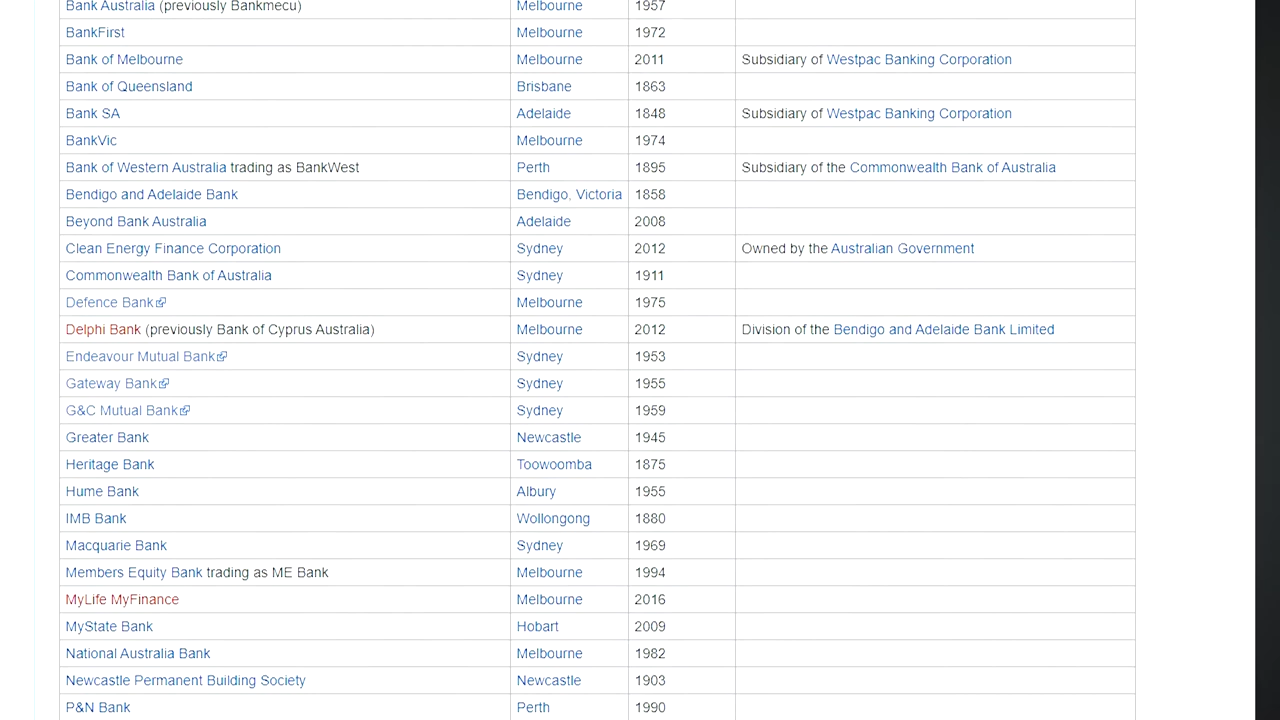 Bank Australia (previously Bankmecu) Melbourne 1957
BankFirst Melbourne 1972
Bank of Melbourne Melbourne 2011 Subsidiary of Westpac Banking Corporation
Bank of Queensland Brisbane 1863
Bank SA Adelaide 1848 Subsidiary of Westpac Banking Corporation
BankVic Melbourne 1974
Bank of Western Australia trading as BankWest Perth 1895 Subsidiary of the Commonwealth Bank of Australia
Bendigo and Adelaide Bank Bendigo, Victoria 1858
Beyond Bank Australia Adelaide 2008
Clean Energy Finance Corporation Sydney 2012 Owned by the Australian Government
Commonwealth Bank of Australia Sydney 1911
Defence Bank Melbourne 1975
Delphi Bank (previously Bank of Cyprus Australia) Melbourne 2012 Division of the Bendigo and Adelaide Bank Limited
Endeavour Mutual Bank Sydney 1953
Gateway Bank Sydney 1955
G&C Mutual Bank Sydney 1959
Greater Bank Newcastle 1945
Heritage Bank Toowoomba 1875
Hume Bank Albury 1955
IMB Bank Wollongong 1880
Macquarie Bank Sydney 1969
Members Equity Bank trading as ME Bank Melbourne 1994
MyLife MyFinance Melbourne 2016
MyState Bank Hobart 2009
National Australia Bank Melbourne 1982
Newcastle Permanent Building Society Newcastle 1903
P&N Bank Perth 1990